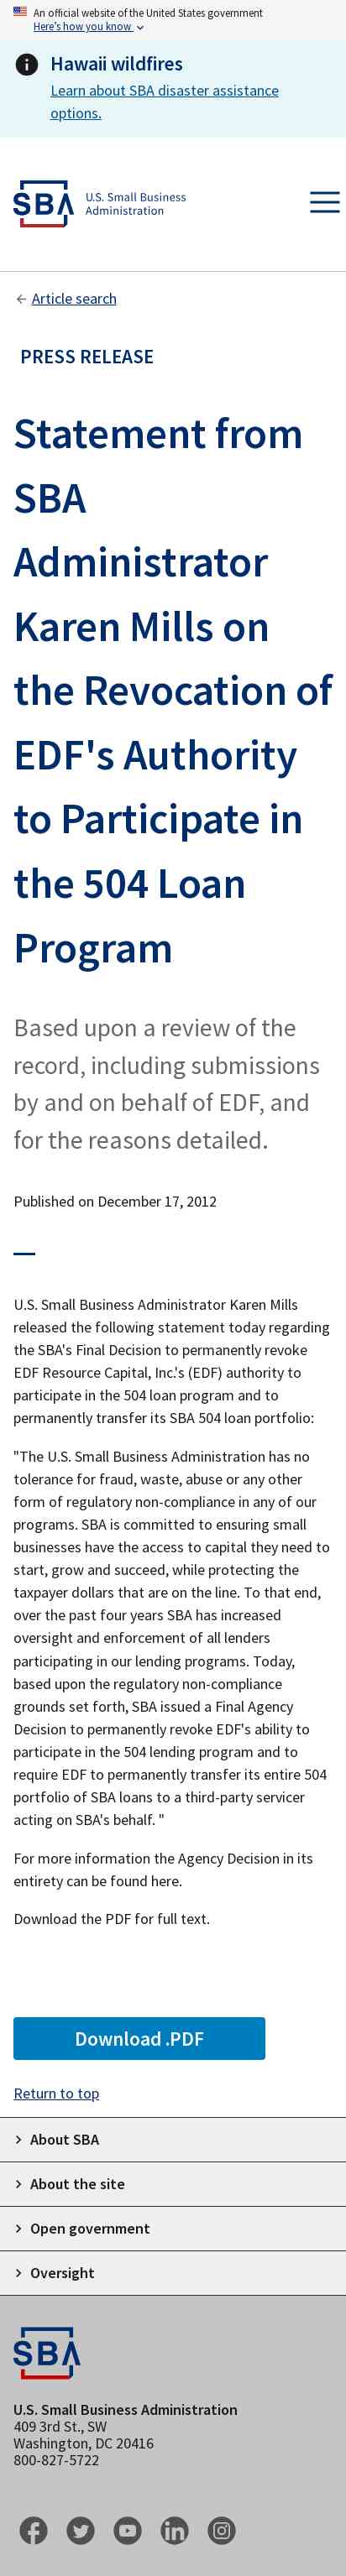 An official website of the United States government
Here's how you know
Hawaii wildfires
Learn about SBA disaster assistance
options.
SBA
U.S. Small Business
Administration
Article search
PRESS RELEASE
Statement from
SBA
Administrator
Karen Mills on
the Revocation of
EDF's Authority
to Participate in
the 504 Loan
Program
Based upon a review of the
record, including submissions
by and on behalf of EDF, and
for the reasons detailed.
Published on December 17, 2012
U.S. Small Business Administrator Karen Mills
released the following statement today regarding
the SBA's Final Decision to permanently revoke
EDF Resource Capital, Inc.'s (EDF) authority to
participate in the 504 loan program and to
permanently transfer its SBA 504 loan portfolio:
"The U.S. Small Business Administration has no
tolerance for fraud, waste, abuse or any other
form of regulatory non-compliance in any of our
programs. SBA is committed to ensuring small
businesses have the access to capital they need to
start, grow and succeed, while protecting the
taxpayer dollars that are on the line. To that end,
over the past four years SBA has increased
oversight and enforcement of all lenders
participating in our lending programs. Today,
based upon the regulatory non-compliance
grounds set forth, SBA issued a Final Agency
Decision to permanently revoke EDF's ability to
participate in the 504 lending program and to
require EDF to permanently transfer its entire 504
portfolio of SBA loans to a third-party servicer
acting on SBA's behalf. "
For more information the Agency Decision in its
entirety can be found here.
Download the PDF for full text.
Download .PDF
Return to top
About SBA
About the site
Open government
Oversight
SBA
U.S. Small Business Administration
409 3rd St., SW
Washington, DC 20416
800-827-5722